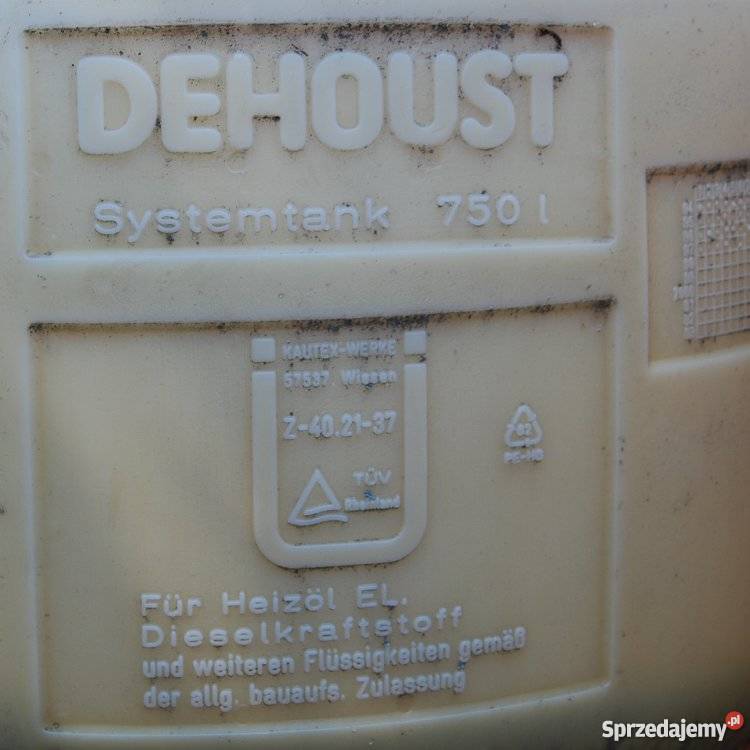 DEHOUST
Systemtank 750 l
KAUTEX-WERKE
57537 Wissen
Z-40.21-37
TÜV
Rheinland
02
PE-HD
Für Heizöl EL.
Dieselkraftstoff
und weiteren Flüssigkeiten gemäß
der allg. bauaufs. Zulassung
Sprzedajemy.pl